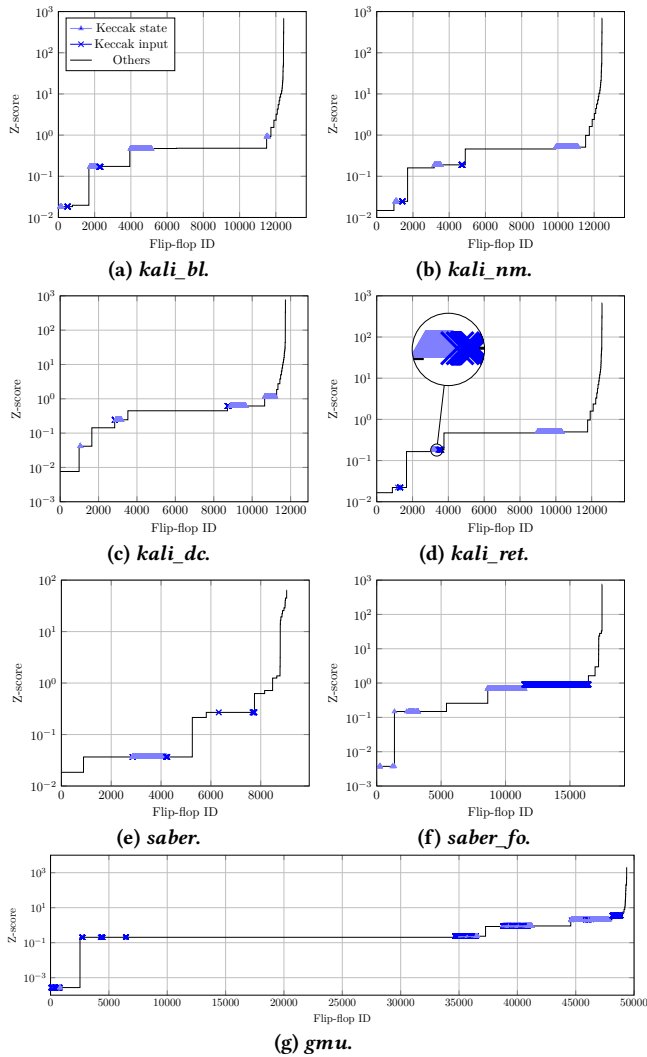 10^3
10^2
10^1
10^0
10^-1
10^-2
Z-score
Keccak state
Keccak input
Others
0 2000 4000 6000 8000 10000 12000
Flip-flop ID
(a) kali_bl.
10^3
10^2
10^1
10^0
10^-1
10^-2
Z-score
0 2000 4000 6000 8000 10000 12000
Flip-flop ID
(b) kali_nm.
10^3
10^2
10^1
10^0
10^-1
10^-2
10^-3
Z-score
0 2000 4000 6000 8000 10000 12000
Flip-flop ID
(c) kali_dc.
10^3
10^2
10^1
10^0
10^-1
10^-2
Z-score
0 2000 4000 6000 8000 10000 12000
Flip-flop ID
(d) kali_ret.
10^2
10^1
10^0
10^-1
10^-2
Z-score
0 2000 4000 6000 8000
Flip-flop ID
(e) saber.
10^3
10^2
10^1
10^0
10^-1
10^-2
10^-3
Z-score
0 5000 10000 15000
Flip-flop ID
(f) saber_fo.
10^3
10^1
10^-1
10^-3
Z-score
0 5000 10000 15000 20000 25000 30000 35000 40000 45000 50000
Flip-flop ID
(g) gmu.